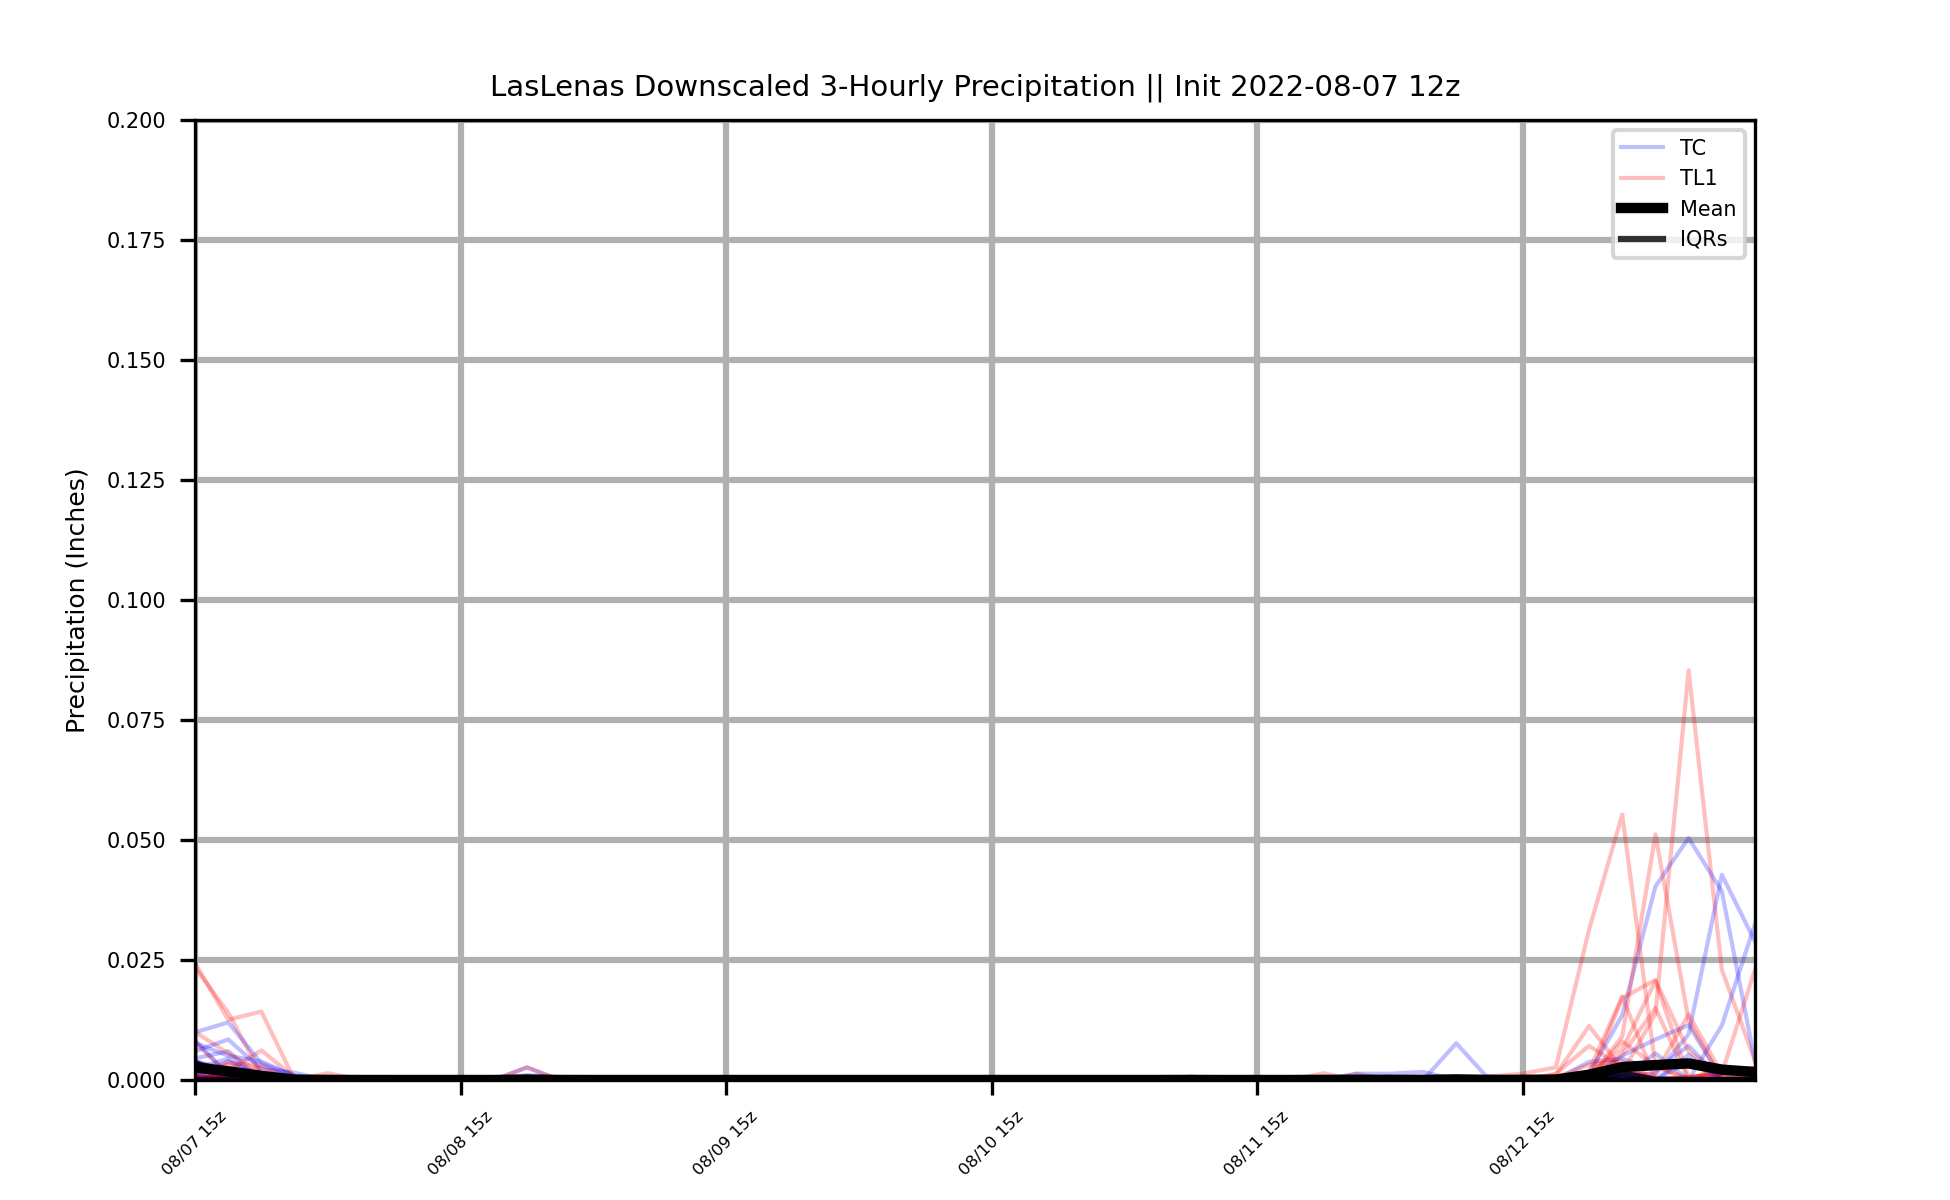 LasLenas Downscaled 3-Hourly Precipitation || Init 2022-08-07 12z
TC
TL1
Mean
IQRs
Precipitation (Inches)
0.200
0.175
0.150
0.125
0.100
0.075
0.050
0.025
0.000
08/07 15z
08/08 15z
08/09 15z
08/10 15z
08/11 15z
08/12 15z